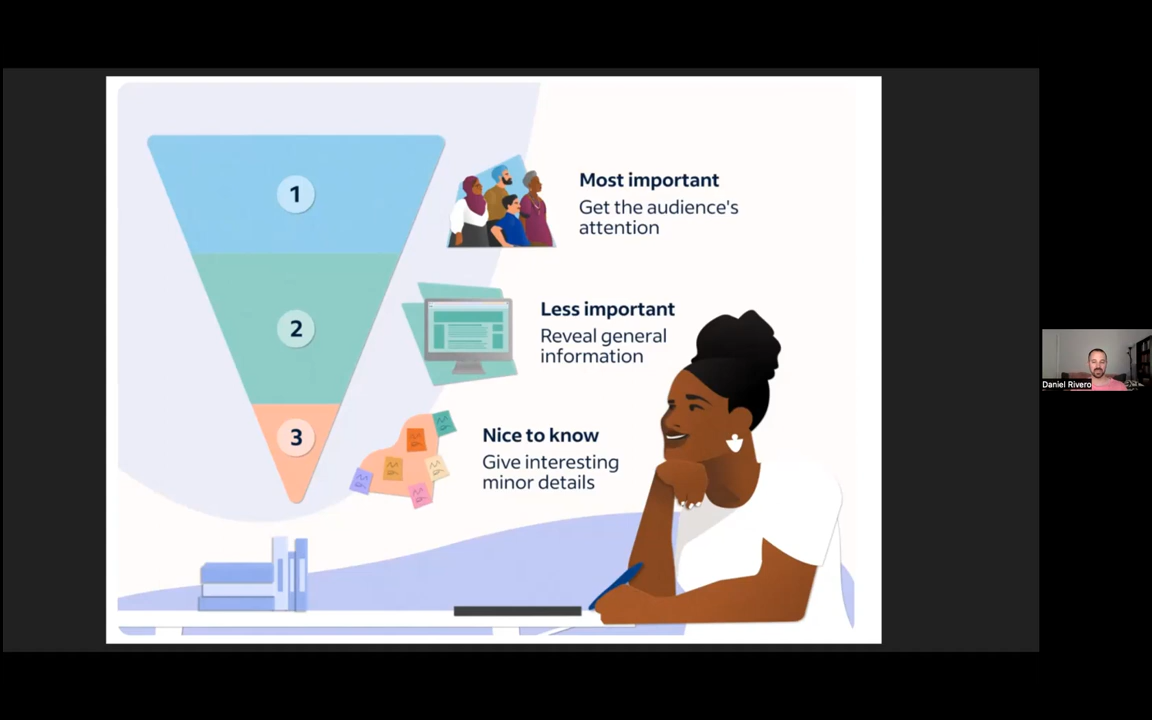 1
Most important
Get the audience's
attention
2
Less important
Reveal general
information
3
Nice to know
Give interesting
minor details
Daniel Rivero